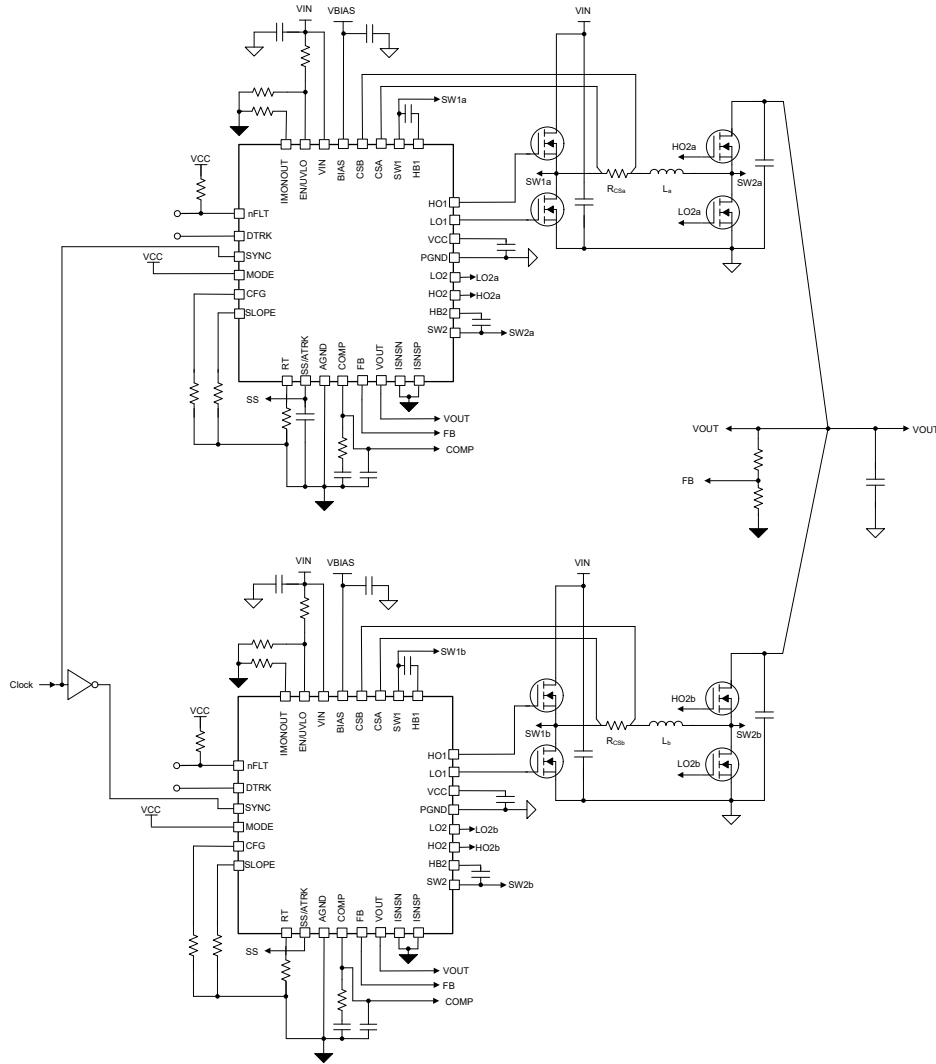 VIN
VBIAS
VIN
SW1a
IMONOUT
EN/UVLO
VIN
BIAS
CSB
CSA
SW1
HB1
VCC
nFLT
DTRK
SYNC
VCC
MODE
CFG
SLOPE
HO1
LO1
VCC
PGND
LO2
LO2a
HO2
HO2a
HB2
SW2
SW2a
RT
SS/ATRK
AGND
COMP
FB
VOUT
ISNSN
ISNSP
SS
VOUT
FB
COMP
SW1a
RCSa
La
HO2a
SW2a
LO2a
VOUT
VOUT
FB
Clock
VIN
VBIAS
VIN
SW1b
IMONOUT
EN/UVLO
VIN
BIAS
CSB
CSA
SW1
HB1
VCC
nFLT
DTRK
SYNC
VCC
MODE
CFG
SLOPE
HO1
LO1
VCC
PGND
LO2
LO2b
HO2
HO2b
HB2
SW2
SW2b
RT
SS/ATRK
AGND
COMP
FB
VOUT
ISNSN
ISNSP
SS
VOUT
FB
COMP
SW1b
RCSb
Lb
HO2b
SW2b
LO2b